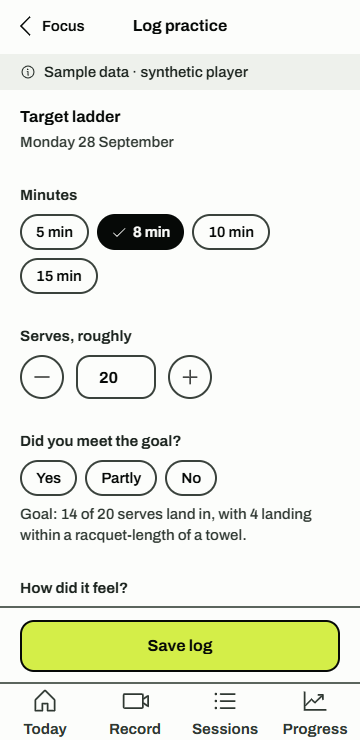 Focus
Log practice
Sample data · synthetic player
Target ladder
Monday 28 September
Minutes
5 min
8 min
10 min
15 min
Serves, roughly
20
Did you meet the goal?
Yes
Partly
No
Goal: 14 of 20 serves land in, with 4 landing
within a racquet-length of a towel.
How did it feel?
Save log
Today
Record
Sessions
Progress